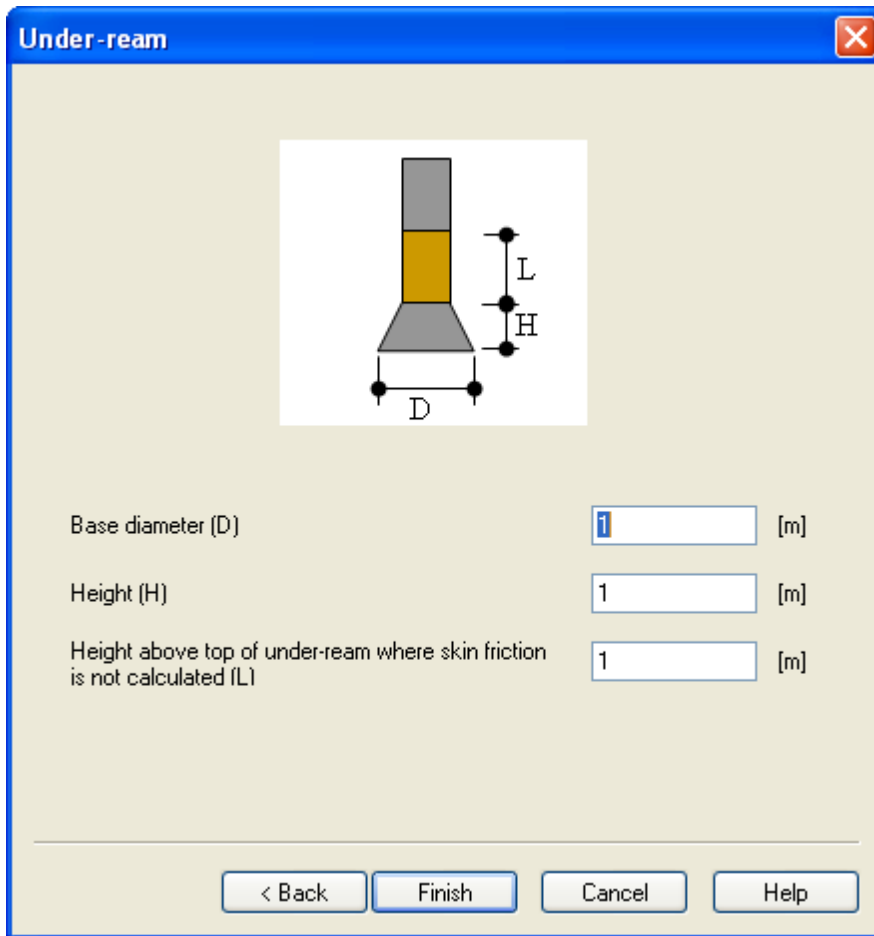 Under-ream
L
H
D
Base diameter (D)
1
[m]
Height (H)
1
[m]
Height above top of under-ream where skin friction
is not calculated (L)
1
[m]
< Back
Finish
Cancel
Help